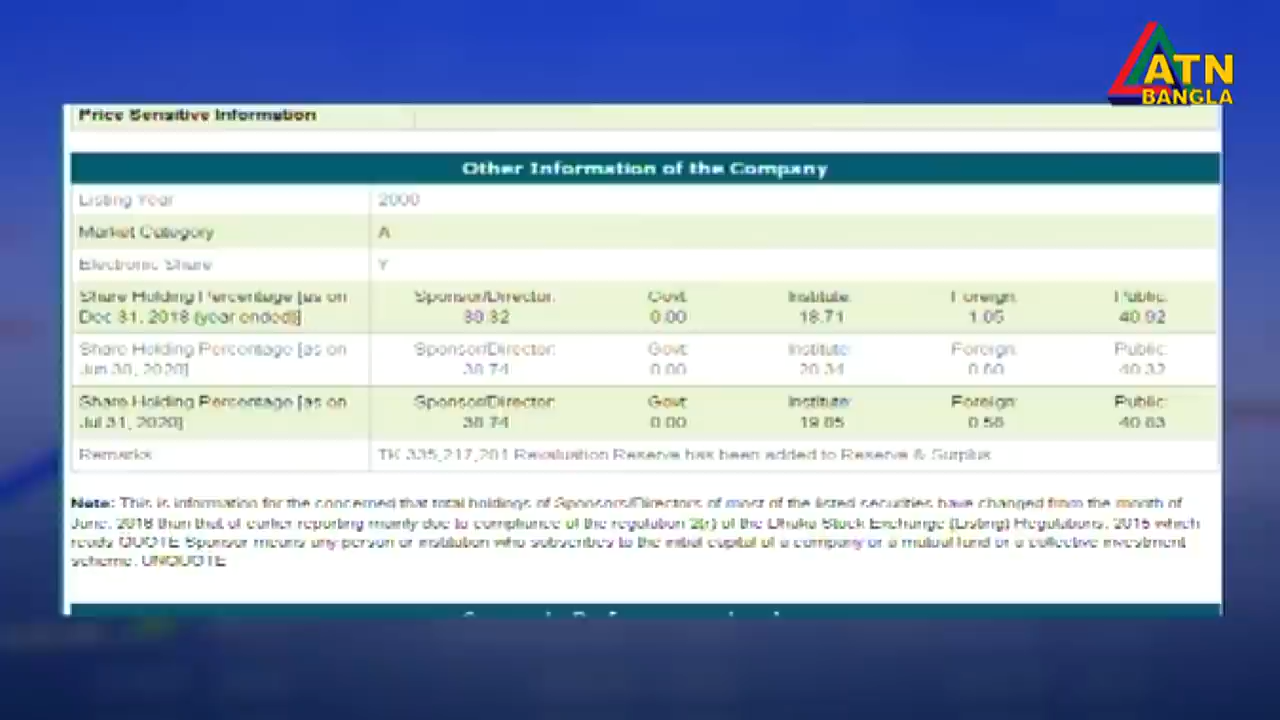 ATN
BANGLA
Price Sensitive Information
Other Information of the Company
Listing Year 2000
Market Category A
Electronic Share Y
Share Holding Percentage [as on Sponsor/Director: Govt: Institute: Foreign: Public:
Dec 31, 2018 (year ended)] 0.00 18.71 1.05 40.92
Share Holding Percentage [as on Sponsor/Director: Govt: Institute: Foreign: Public:
Jun 30, 2020] 38.74 0.00 20.34 0.60 40.32
Share Holding Percentage [as on Sponsor/Director: Govt: Institute: Foreign: Public:
Jul 31, 2020] 38.74 0.00
Remarks TK. Revaluation Reserve has been added to Reserve & Surplus
Note: This is information for the concerned that total holdings of Sponsors/Directors of most of the listed securities have changed from the month of
June, than that of earlier reporting mainly due to compliance of the regulation 2(r) of the Dhaka Stock Exchange (Listing) Regulations, 2015 which
reads QUOTE Sponsor means any person or institution who subscribes to the initial capital of a company or a mutual fund or a collective investment
scheme. UNQUOTE